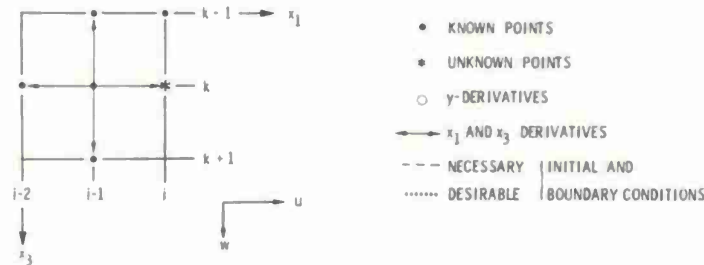 k - 1
x1
k
k + 1
i-2
i-1
i
x3
u
w
• KNOWN POINTS
* UNKNOWN POINTS
○ y-DERIVATIVES
x1 AND x3 DERIVATIVES
NECESSARY INITIAL AND
DESIRABLE BOUNDARY CONDITIONS